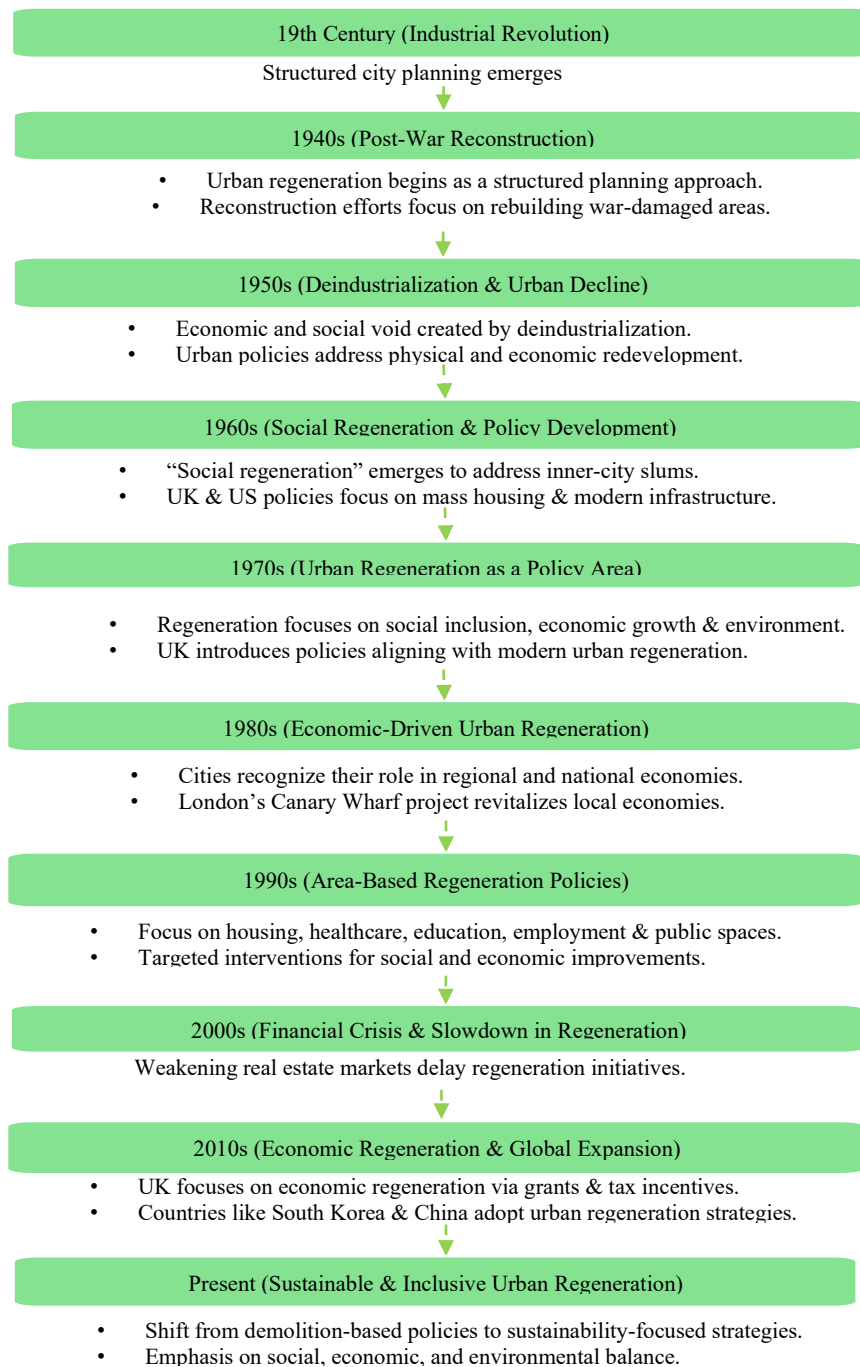 19th Century (Industrial Revolution)
Structured city planning emerges
1940s (Post-War Reconstruction)
• Urban regeneration begins as a structured planning approach.
• Reconstruction efforts focus on rebuilding war-damaged areas.
1950s (Deindustrialization & Urban Decline)
• Economic and social void created by deindustrialization.
• Urban policies address physical and economic redevelopment.
1960s (Social Regeneration & Policy Development)
• “Social regeneration” emerges to address inner-city slums.
• UK & US policies focus on mass housing & modern infrastructure.
1970s (Urban Regeneration as a Policy Area)
• Regeneration focuses on social inclusion, economic growth & environment.
• UK introduces policies aligning with modern urban regeneration.
1980s (Economic-Driven Urban Regeneration)
• Cities recognize their role in regional and national economies.
• London’s Canary Wharf project revitalizes local economies.
1990s (Area-Based Regeneration Policies)
• Focus on housing, healthcare, education, employment & public spaces.
• Targeted interventions for social and economic improvements.
2000s (Financial Crisis & Slowdown in Regeneration)
Weakening real estate markets delay regeneration initiatives.
2010s (Economic Regeneration & Global Expansion)
• UK focuses on economic regeneration via grants & tax incentives.
• Countries like South Korea & China adopt urban regeneration strategies.
Present (Sustainable & Inclusive Urban Regeneration)
• Shift from demolition-based policies to sustainability-focused strategies.
• Emphasis on social, economic, and environmental balance.